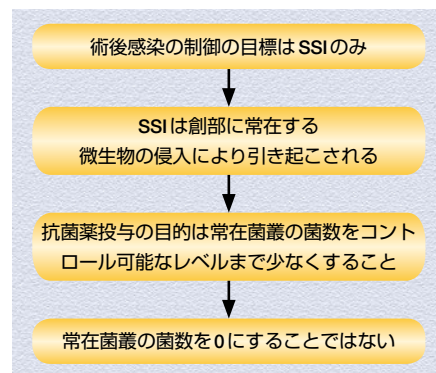 術後感染の制御の目標はSSIのみ
SSIは創部に常在する
微生物の侵入により引き起こされる
抗菌薬投与の目的は常在菌叢の菌数をコント
ロール可能なレベルまで少なくすること
常在菌叢の菌数を0にすることではない